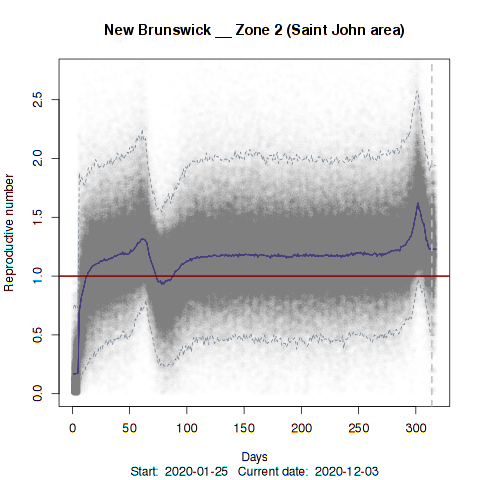 New Brunswick __ Zone 2 (Saint John area)
Reproductive number
2.5
2.0
1.5
1.0
0.5
0.0
0 50 100 150 200 250 300
Days
Start: 2020-01-25 Current date: 2020-12-03